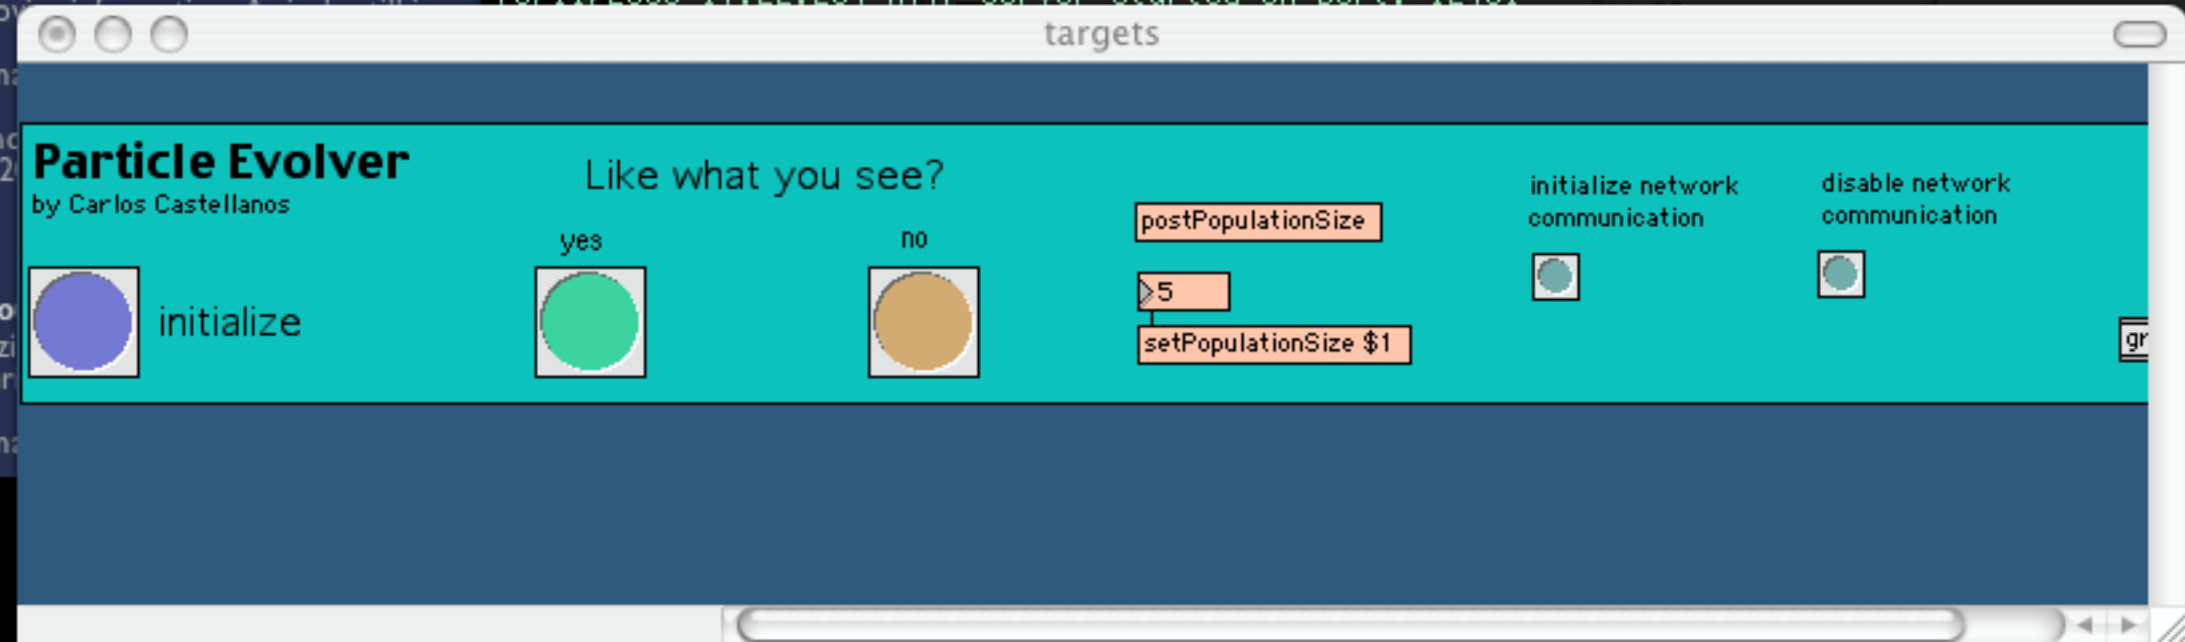 targets
Particle Evolver
by Carlos Castellanos
Like what you see?
yes
no
initialize
postPopulationSize
5
setPopulationSize $1
initialize network
communication
disable network
communication
gr